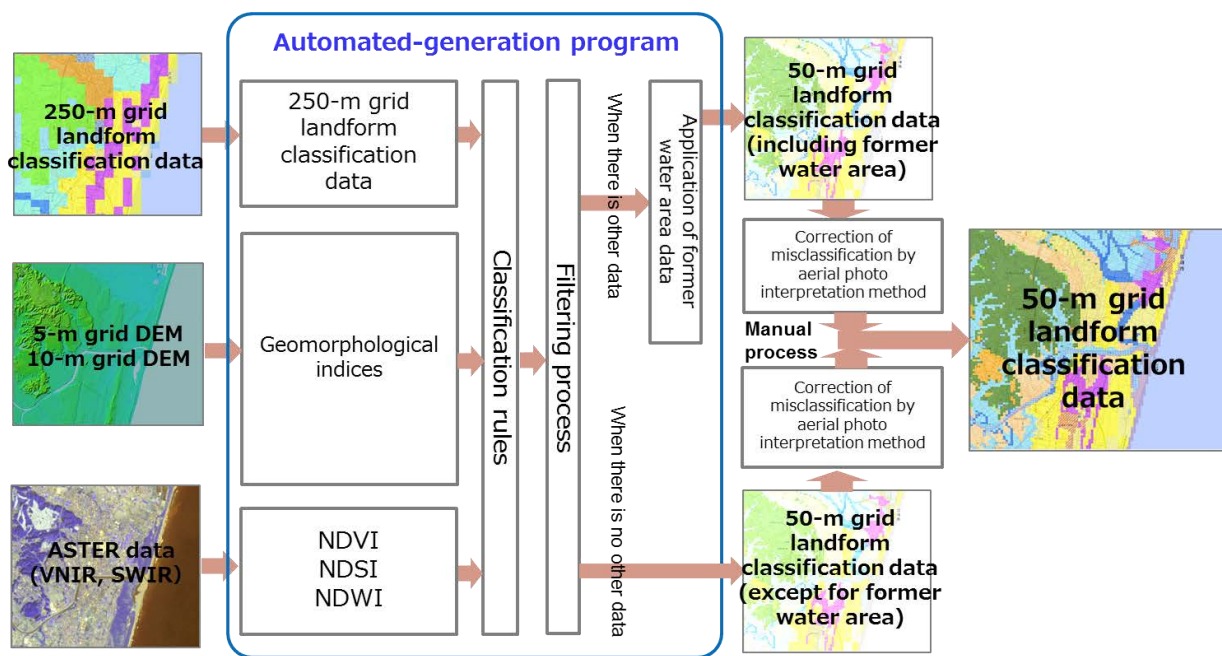 Automated-generation program
250-m grid
landform
classification data
250-m grid
landform
classification
data
5-m grid DEM
10-m grid DEM
Geomorphological
indices
ASTER data
(VNIR, SWIR)
NDVI
NDSI
NDWI
Classification rules
Filtering process
When there is other data
When there is no other data
Application of former
water area data
50-m grid
landform
classification data
(including former
water area)
Correction of
misclassification by
aerial photo
interpretation method
Manual
process
Correction of
misclassification by
aerial photo
interpretation method
50-m grid
landform
classification data
(except for former
water area)
50-m grid
landform
classification
data